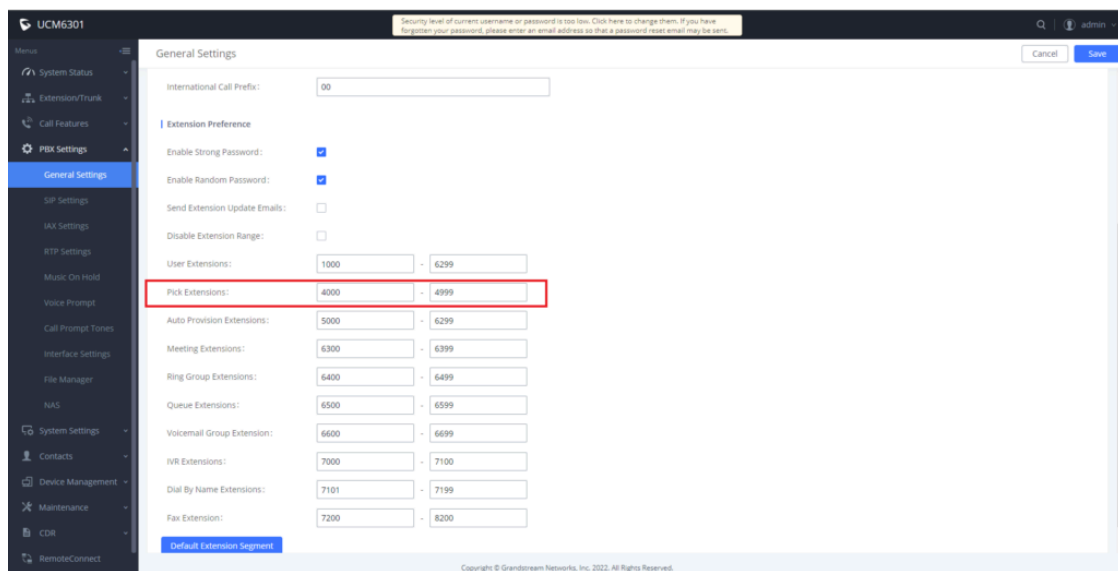 UCM6301
Security level of current username or password is too low. Click here to change them. If you have
forgotten your password, please enter an email address so that a password reset email may be sent.
admin
Menus
System Status
Extension/Trunk
Call Features
PBX Settings
General Settings
SIP Settings
IAX Settings
RTP Settings
Music On Hold
Voice Prompt
Call Prompt Tones
Interface Settings
File Manager
NAS
System Settings
Contacts
Device Management
Maintenance
CDR
RemoteConnect
General Settings
Cancel
Save
International Call Prefix: 00
Extension Preference
Enable Strong Password:
Enable Random Password:
Send Extension Update Emails:
Disable Extension Range:
User Extensions: 1000 - 6299
Pick Extensions: 4000 - 4999
Auto Provision Extensions: 5000 - 6299
Meeting Extensions: 6300 - 6399
Ring Group Extensions: 6400 - 6499
Queue Extensions: 6500 - 6599
Voicemail Group Extension: 6600 - 6699
IVR Extensions: 7000 - 7100
Dial By Name Extensions: 7101 - 7199
Fax Extension: 7200 - 8200
Default Extension Segment
Copyright © Grandstream Networks, Inc. 2022. All Rights Reserved.